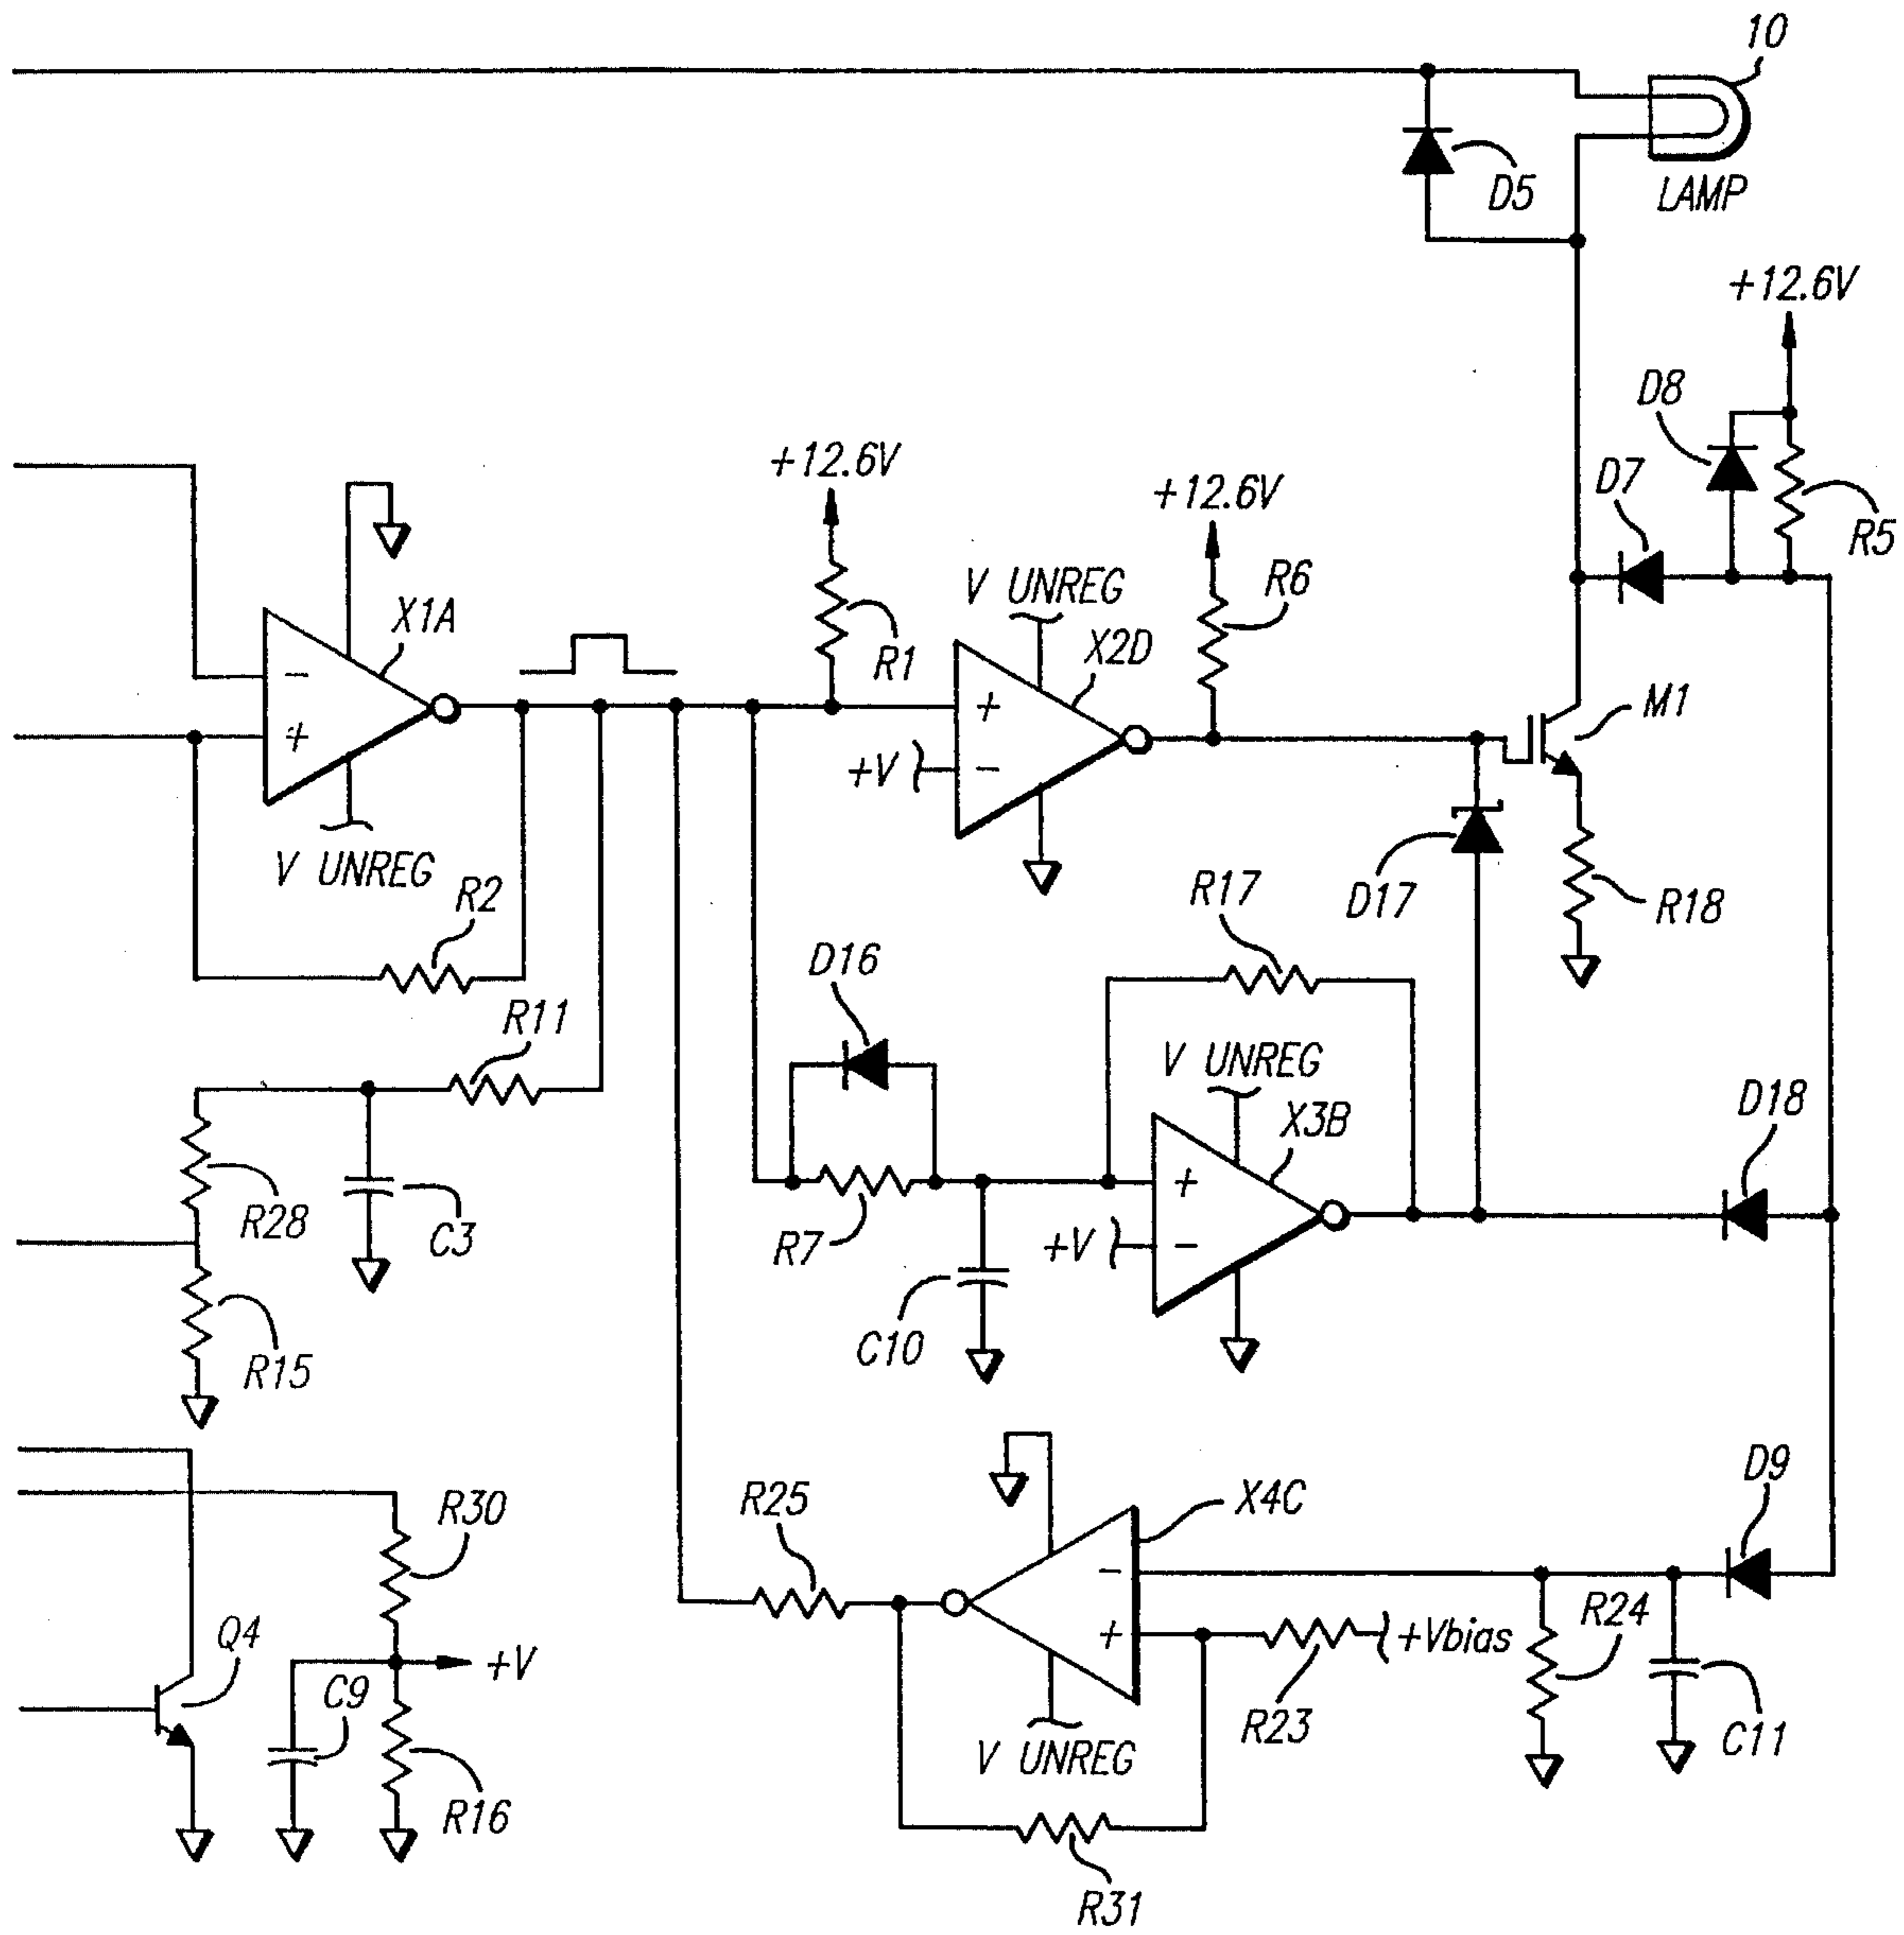 10
D5
LAMP
+12.6V
D8
D7
R5
+12.6V
+12.6V
V UNREG
R6
X1A
R1
X2D
M1
-
+
+
+V
-
V UNREG
R2
D17
R18
R17
D16
R11
V UNREG
X3B
D18
R28
C3
R7
+
+V
-
C10
R15
R25
X4C
D9
R30
-
+
+Vbias
R24
Q4
+V
C9
R23
C11
R16
V UNREG
R31